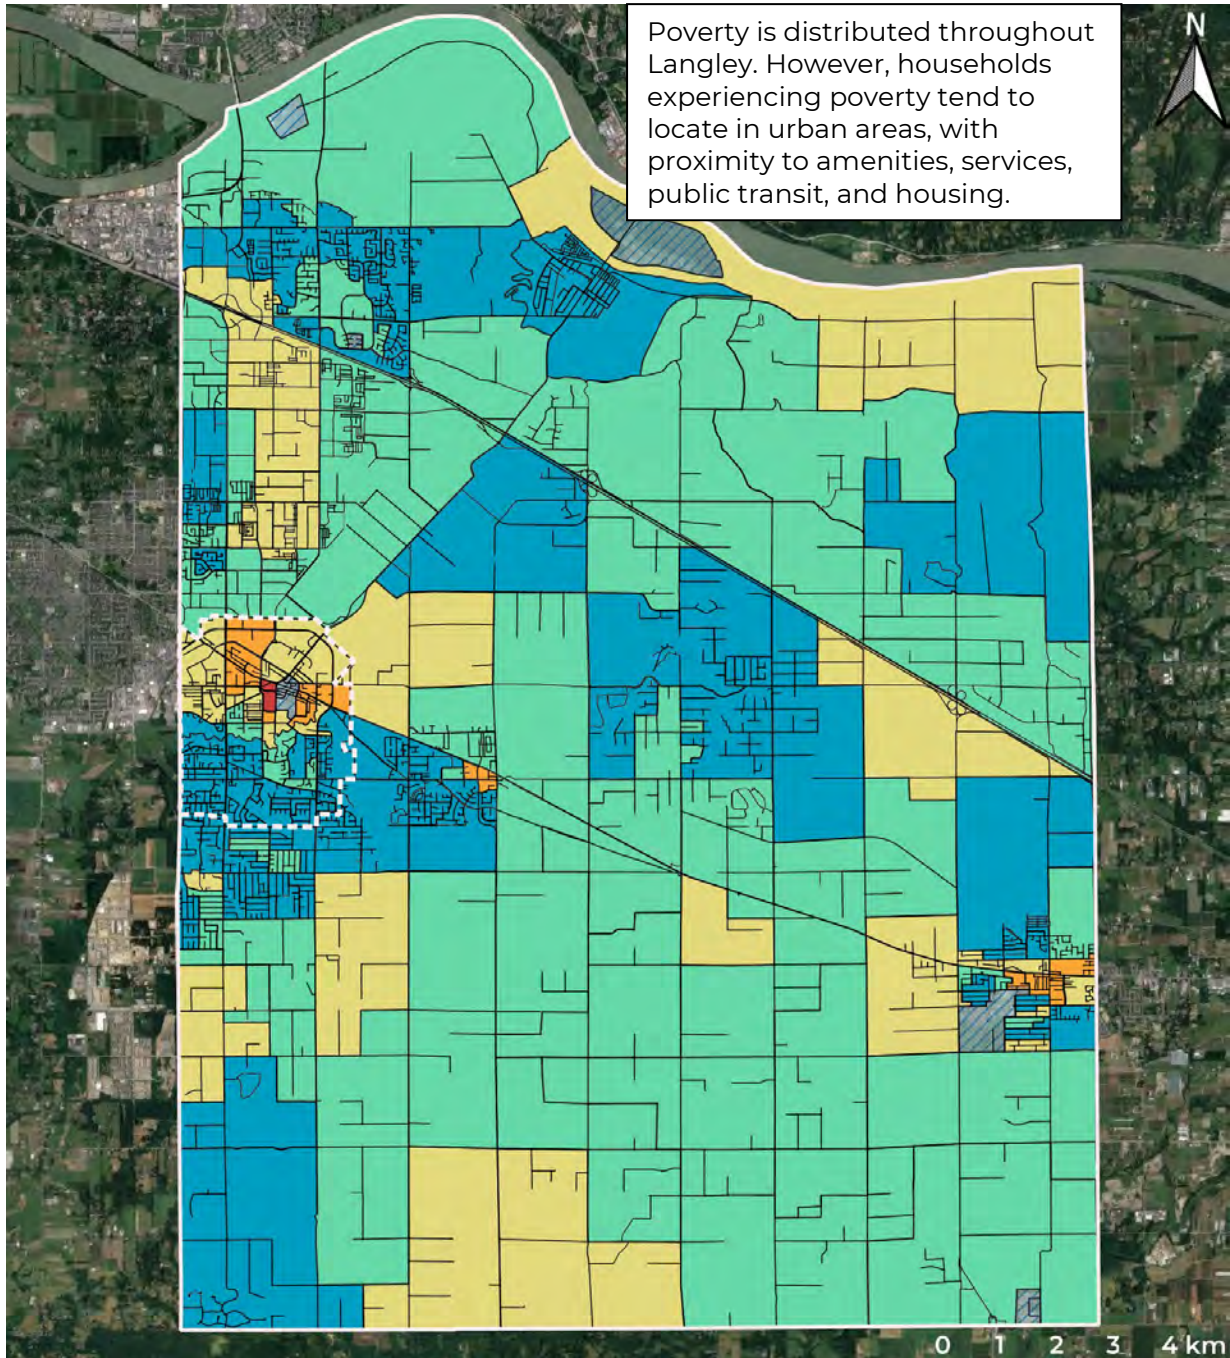 Poverty is distributed throughout
Langley. However, households
experiencing poverty tend to
locate in urban areas, with
proximity to amenities, services,
public transit, and housing.
N
0 1 2 3 4 km